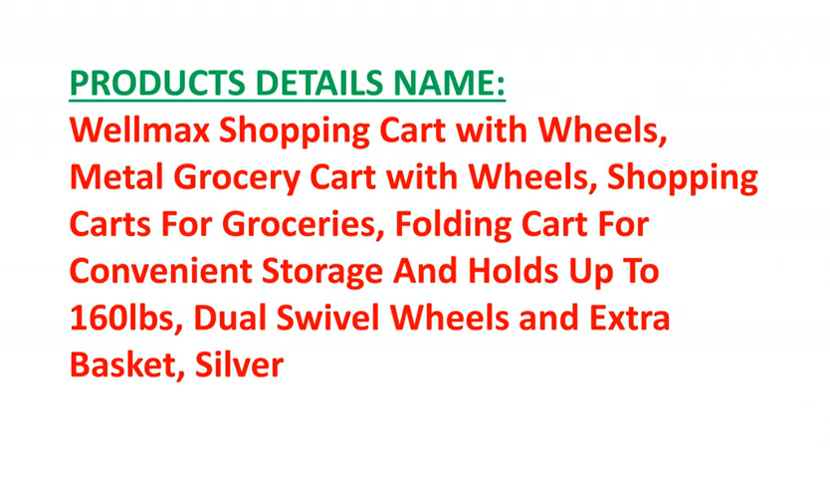 PRODUCTS DETAILS NAME:
Wellmax Shopping Cart with Wheels,
Metal Grocery Cart with Wheels, Shopping
Carts For Groceries, Folding Cart For
Convenient Storage And Holds Up To
160lbs, Dual Swivel Wheels and Extra
Basket, Silver